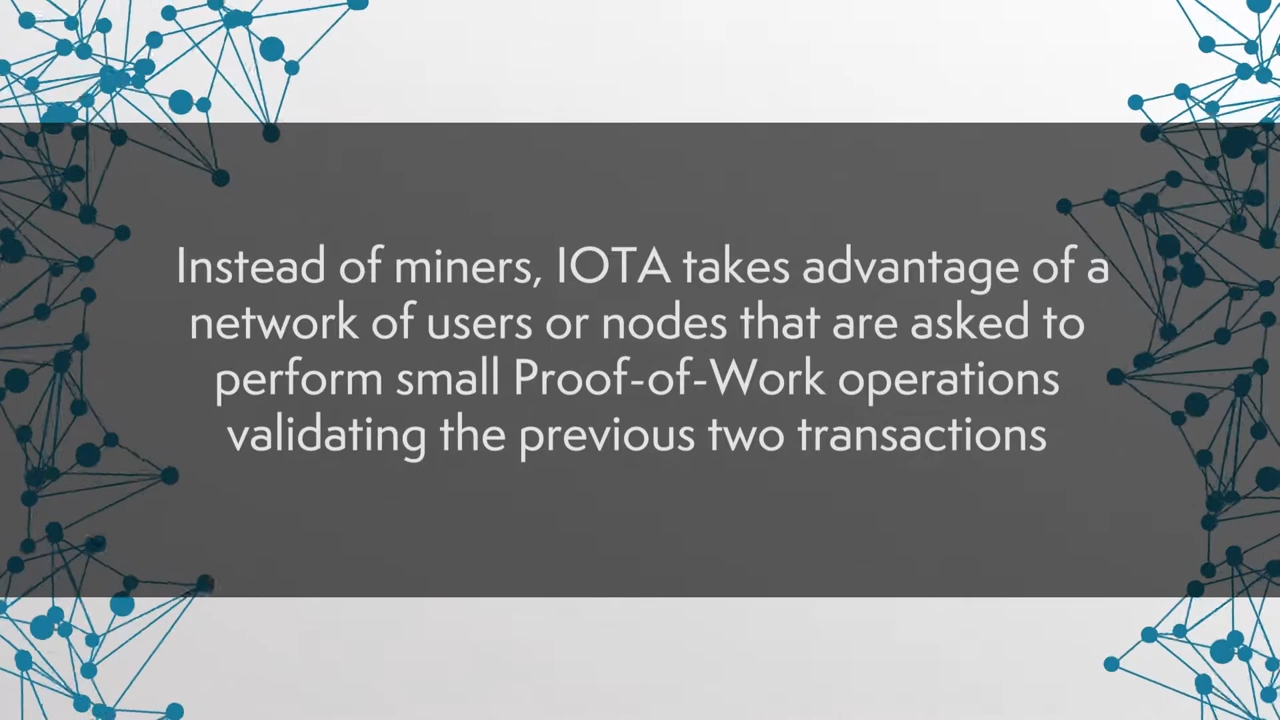 Instead of miners, IOTA takes advantage of a
network of users or nodes that are asked to
perform small Proof-of-Work operations
validating the previous two transactions